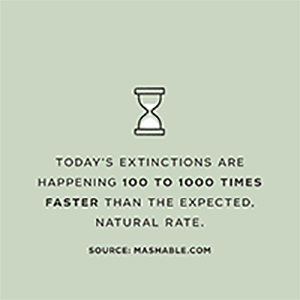 TODAY'S EXTINCTIONS ARE
HAPPENING 100 TO 1000 TIMES
FASTER THAN THE EXPECTED,
NATURAL RATE.
SOURCE: MASHABLE.COM